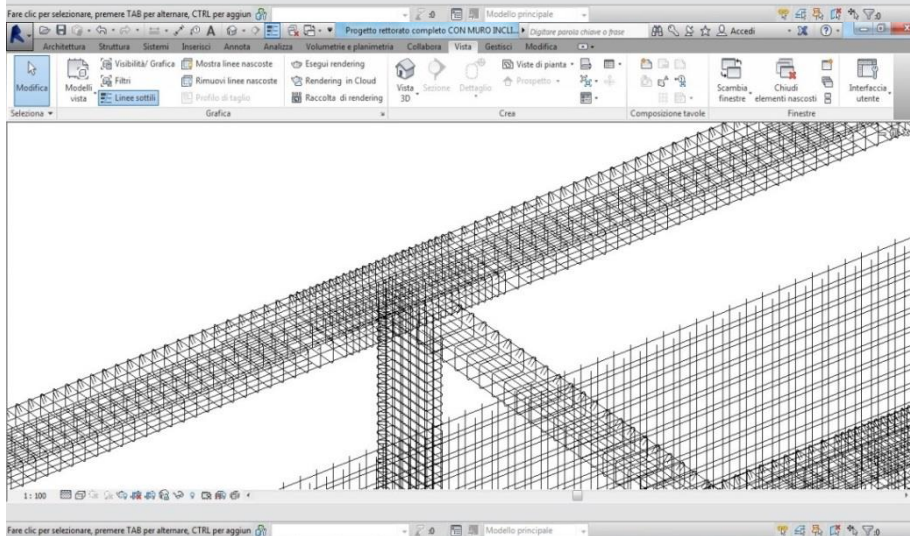 Fare clic per selezionare, premere TAB per alternare, CTRL per aggiun :0 Modello principale :0
Progetto rettorato completo CON MURO INCLI... Digitare parola chiave o frase Accedi
Architettura Struttura Sistemi Inserisci Annota Analizza Volumetrie e planimetria Collabora Vista Gestisci Modifica
Modifica Modelli vista Visibilità/ Grafica Mostra linee nascoste Esegui rendering Vista 3D Sezione Dettaglio Viste di pianta Scambia finestre Chiudi elementi nascosti Interfaccia utente
Filtri Rimuovi linee nascoste Rendering in Cloud Prospetto
Linee sottili Profilo di taglio Raccolta di rendering
Seleziona Grafica Crea Composizione tavole Finestre
1 : 100
Fare clic per selezionare, premere TAB per alternare, CTRL per aggiun :0 Modello principale :0